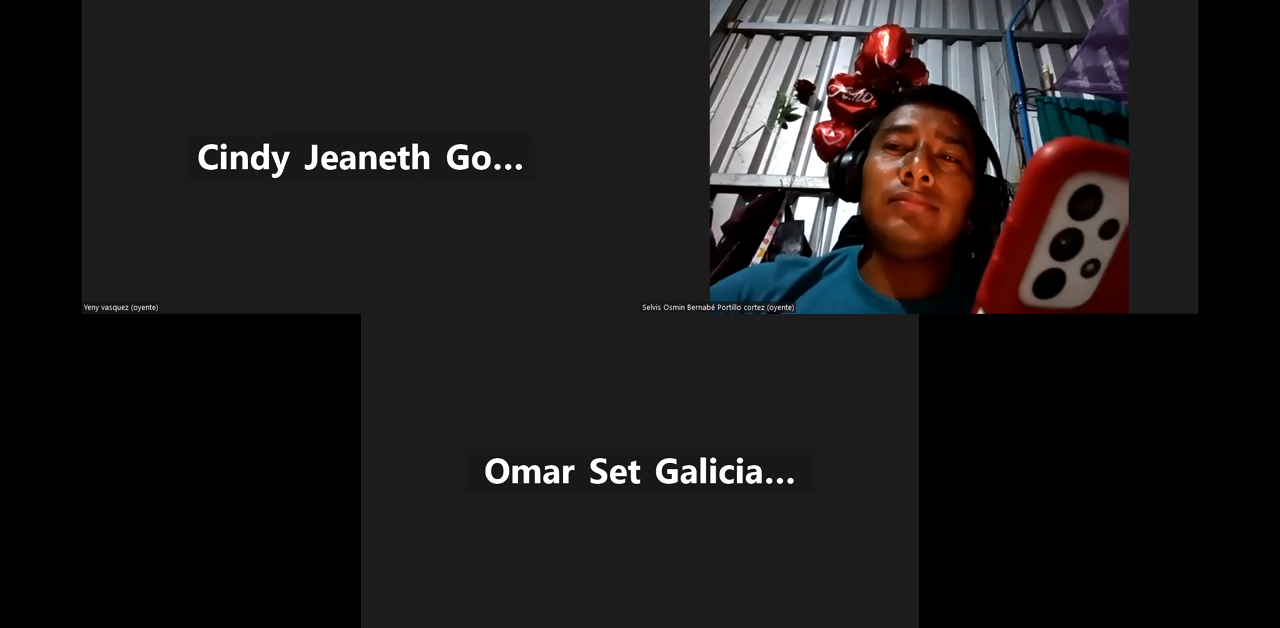 Cindy Jeaneth Go...
Yeny vasquez (oyente)
Selvis Osmin Bernabé Portillo cortez (oyente)
Omar Set Galicia...